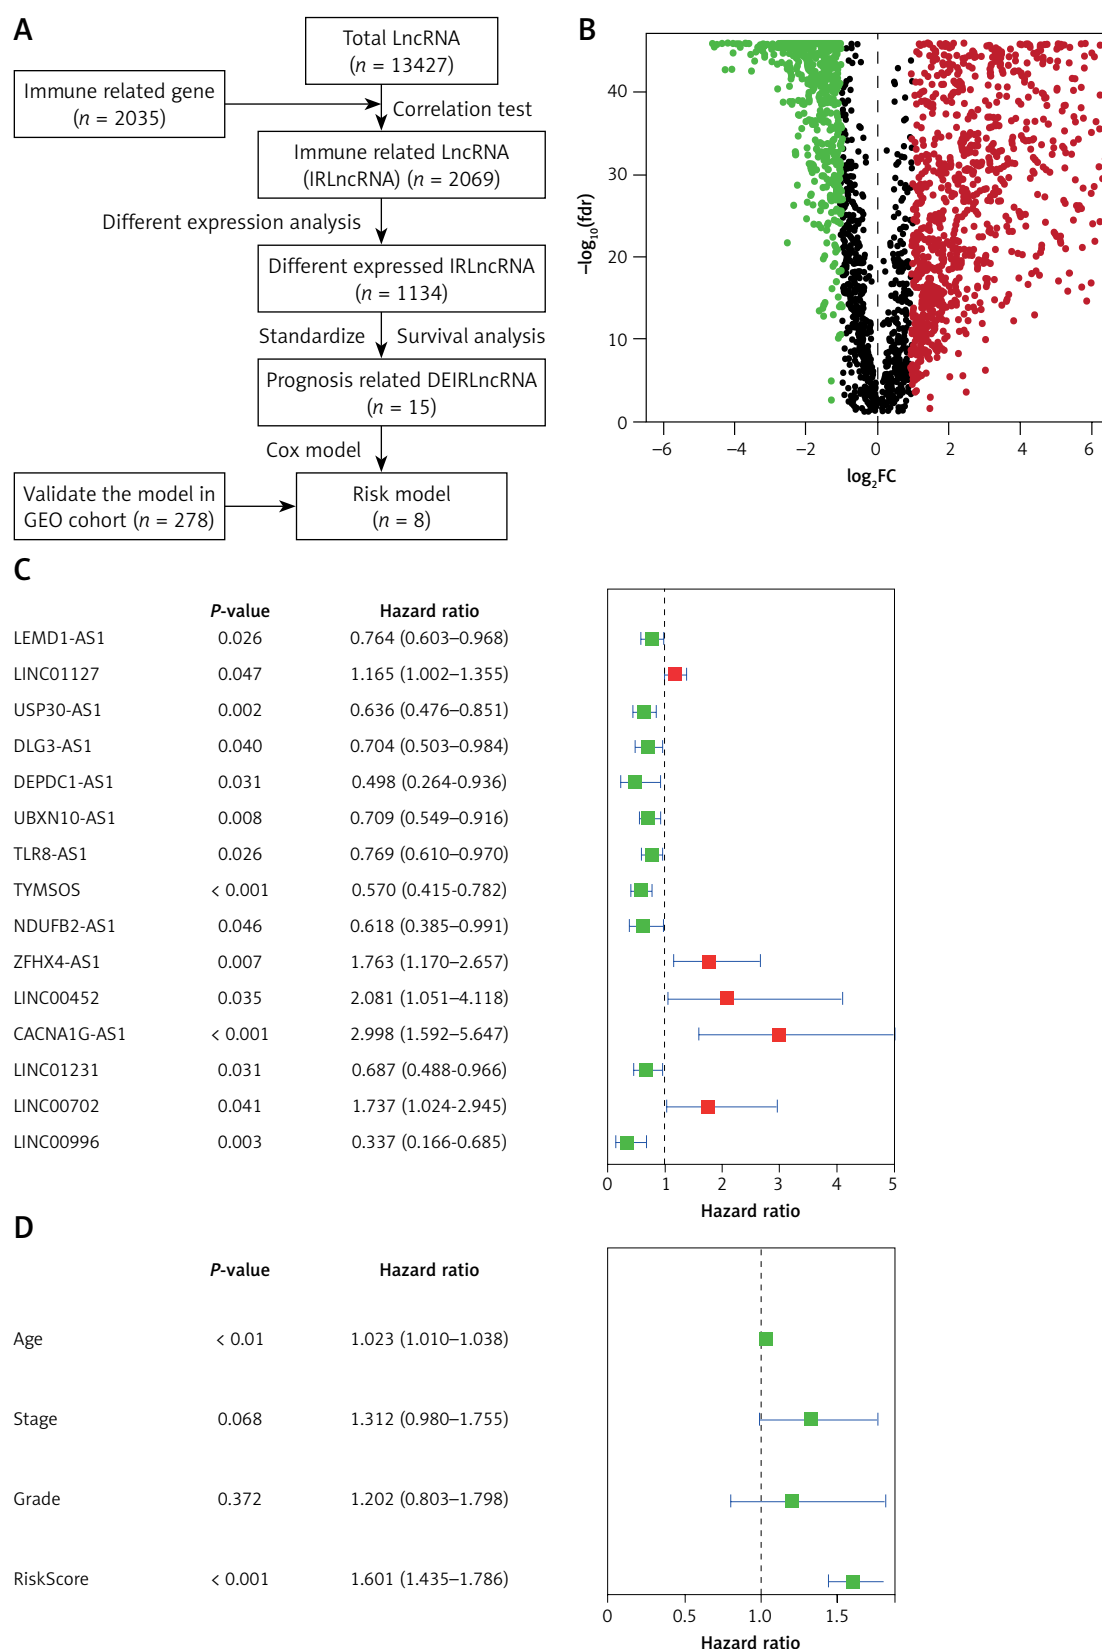 A
Total LncRNA
(n = 13427)
Immune related gene
(n = 2035)
Correlation test
Immune related LncRNA
(IRLncRNA) (n = 2069)
Different expression analysis
Different expressed IRLncRNA
(n = 1134)
Standardize Survival analysis
Prognosis related DEIRLncRNA
(n = 15)
Cox model
Validate the model in
GEO cohort (n = 278)
Risk model
(n = 8)
B
–log10(fdr)
40
30
20
10
0
–6 –4 –2 0 2 4 6
log2FC
C
P-value Hazard ratio
LEMD1-AS1 0.026 0.764 (0.603–0.968)
LINC01127 0.047 1.165 (1.002–1.355)
USP30-AS1 0.002 0.636 (0.476–0.851)
DLG3-AS1 0.040 0.704 (0.503–0.984)
DEPDC1-AS1 0.031 0.498 (0.264-0.936)
UBXN10-AS1 0.008 0.709 (0.549–0.916)
TLR8-AS1 0.026 0.769 (0.610–0.970)
TYMSOS < 0.001 0.570 (0.415-0.782)
NDUFB2-AS1 0.046 0.618 (0.385–0.991)
ZFHX4-AS1 0.007 1.763 (1.170–2.657)
LINC00452 0.035 2.081 (1.051–4.118)
CACNA1G-AS1 < 0.001 2.998 (1.592–5.647)
LINC01231 0.031 0.687 (0.488-0.966)
LINC00702 0.041 1.737 (1.024-2.945)
LINC00996 0.003 0.337 (0.166-0.685)
0 1 2 3 4 5
Hazard ratio
D
P-value Hazard ratio
Age < 0.01 1.023 (1.010–1.038)
Stage 0.068 1.312 (0.980–1.755)
Grade 0.372 1.202 (0.803–1.798)
RiskScore < 0.001 1.601 (1.435–1.786)
0 0.5 1.0 1.5
Hazard ratio